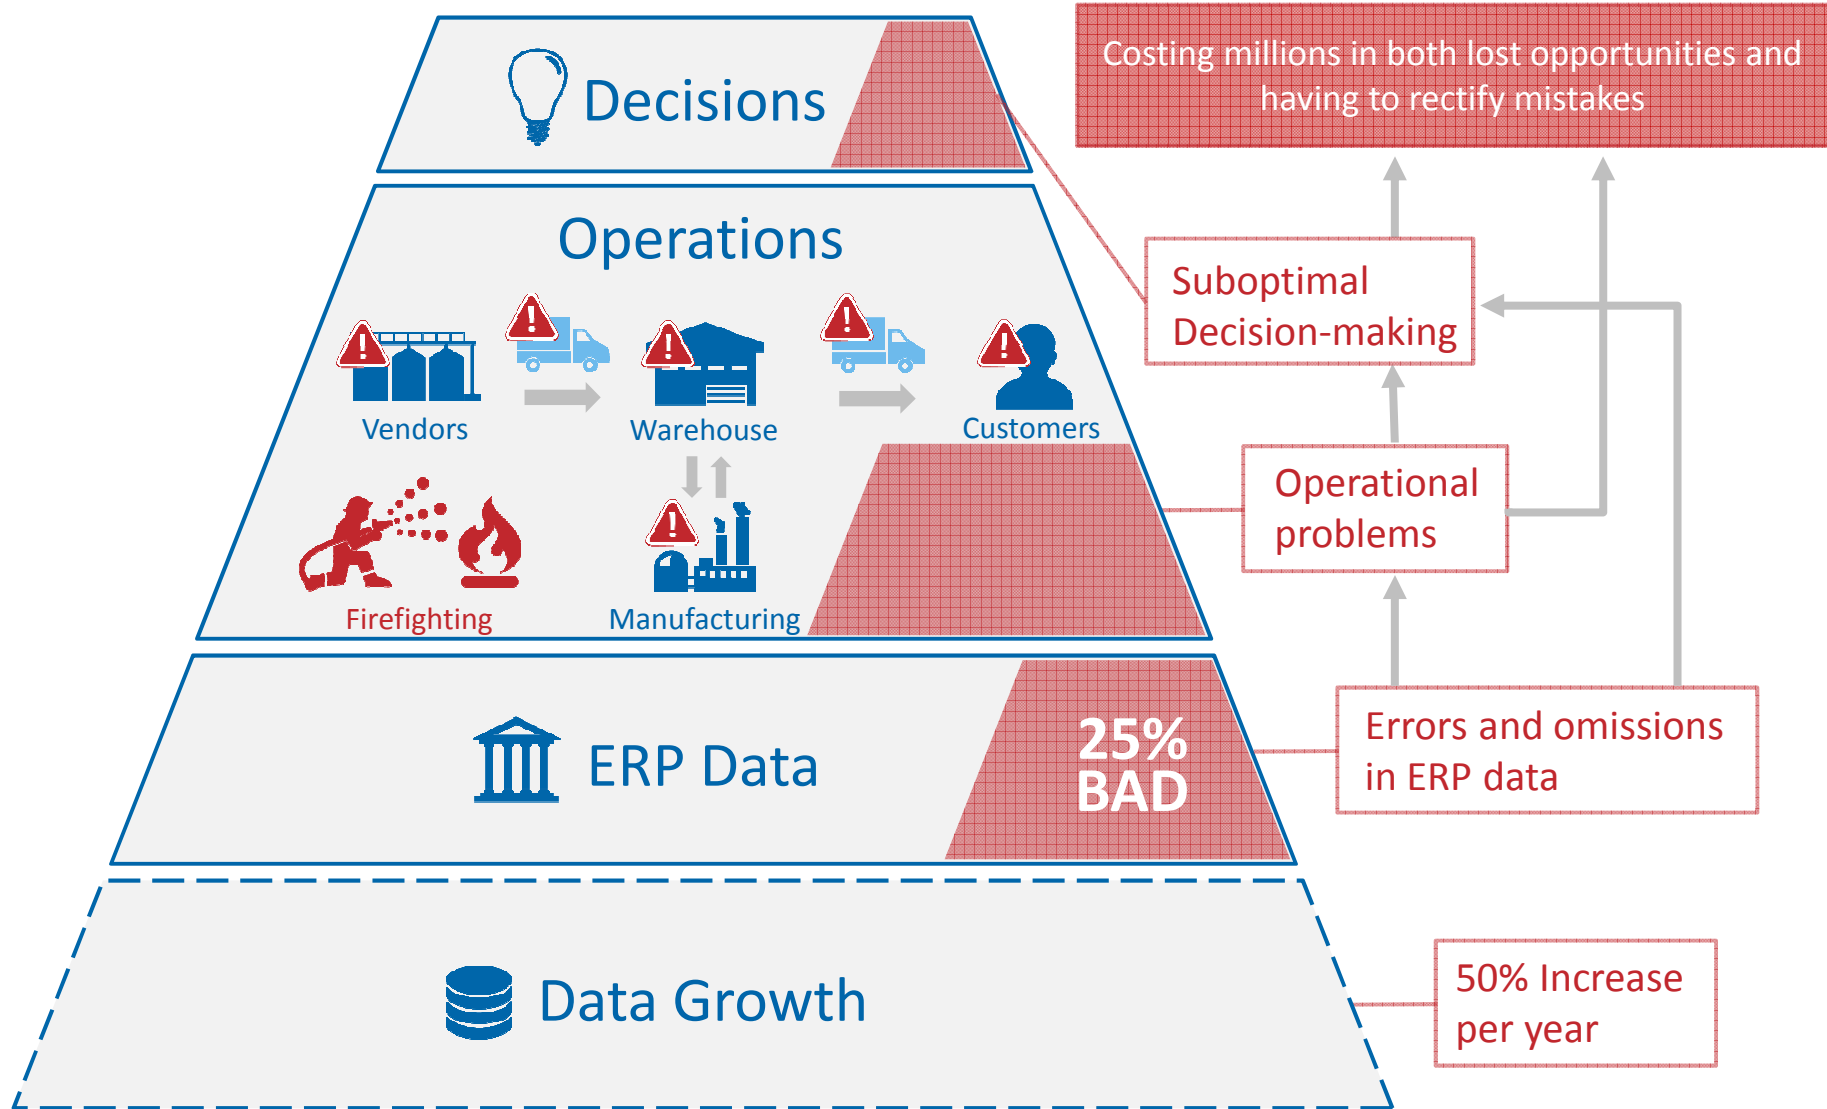 Decisions
Costing millions in both lost opportunities and
having to rectify mistakes
Operations
Suboptimal
Decision-making
Vendors
Warehouse
Customers
Operational
problems
Firefighting
Manufacturing
ERP Data
25%
BAD
Errors and omissions
in ERP data
Data Growth
50% Increase
per year